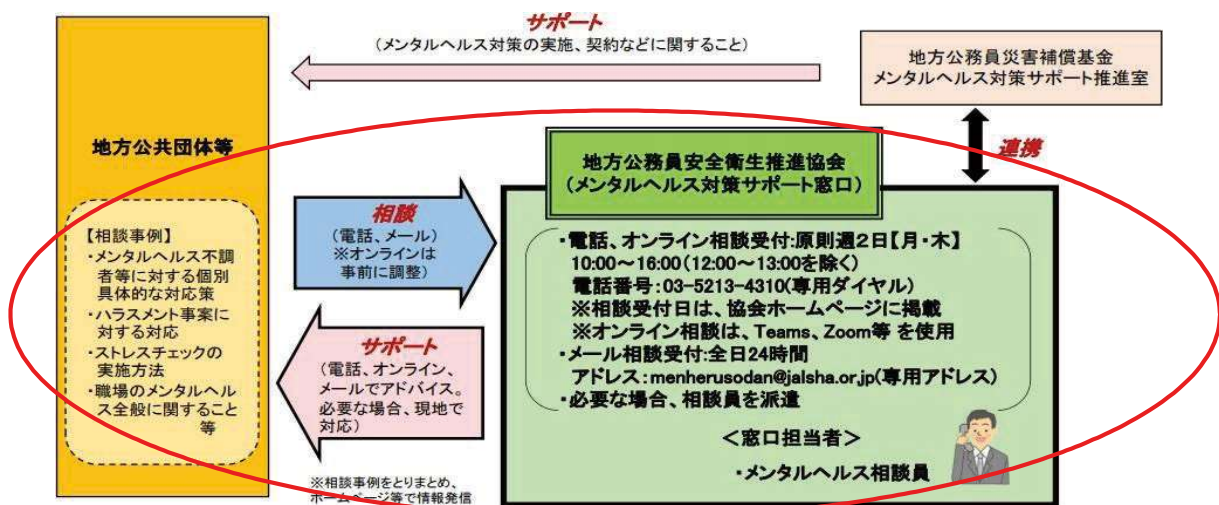 サポート
（メンタルヘルス対策の実施、契約などに関すること）
地方公務員災害補償基金
メンタルヘルス対策サポート推進室
連携
地方公共団体等
【相談事例】
・メンタルヘルス不調
者等に対する個別
具体的な対応策
・ハラスメント事案に
対する対応
・ストレスチェックの
実施方法
・職場のメンタルヘル
ス全般に関すること
等
相談
（電話、メール）
※オンラインは
事前に調整）
サポート
（電話、オンライン、
メールでアドバイス。
必要な場合、現地で
対応）
※相談事例をとりまとめ、
ホームページ等で情報発信
地方公務員安全衛生推進協会
（メンタルヘルス対策サポート窓口）
・電話、オンライン相談受付:原則週２日【月・木】
10:00～16:00（12:00～13:00を除く）
電話番号：03-5213-4310(専用ダイヤル)
※相談受付日は、協会ホームページに掲載
※オンライン相談は、Teams、Zoom等 を使用
・メール相談受付:全日24時間
アドレス：menherusodan@jalsha.or.jp(専用アドレス)
・必要な場合、相談員を派遣
＜窓口担当者＞
・メンタルヘルス相談員